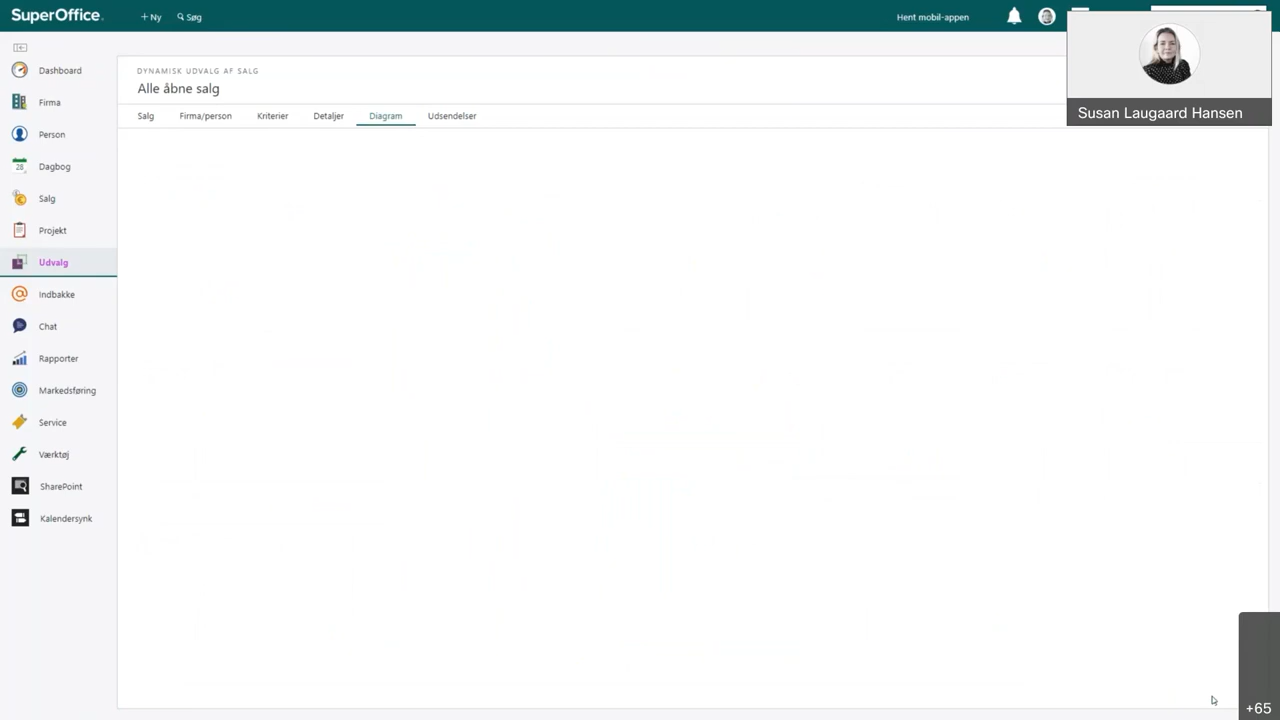 SuperOffice.
+ Ny
Søg
Hent mobil-appen
Susan Laugaard Hansen
Dashboard
Firma
Person
28
Dagbog
Salg
Projekt
Udvalg
Indbakke
Chat
Rapporter
Markedsføring
Service
Værktøj
SharePoint
Kalendersynk
DYNAMISK UDVALG AF SALG
Alle åbne salg
Salg
Firma/person
Kriterier
Detaljer
Diagram
Udsendelser
+65